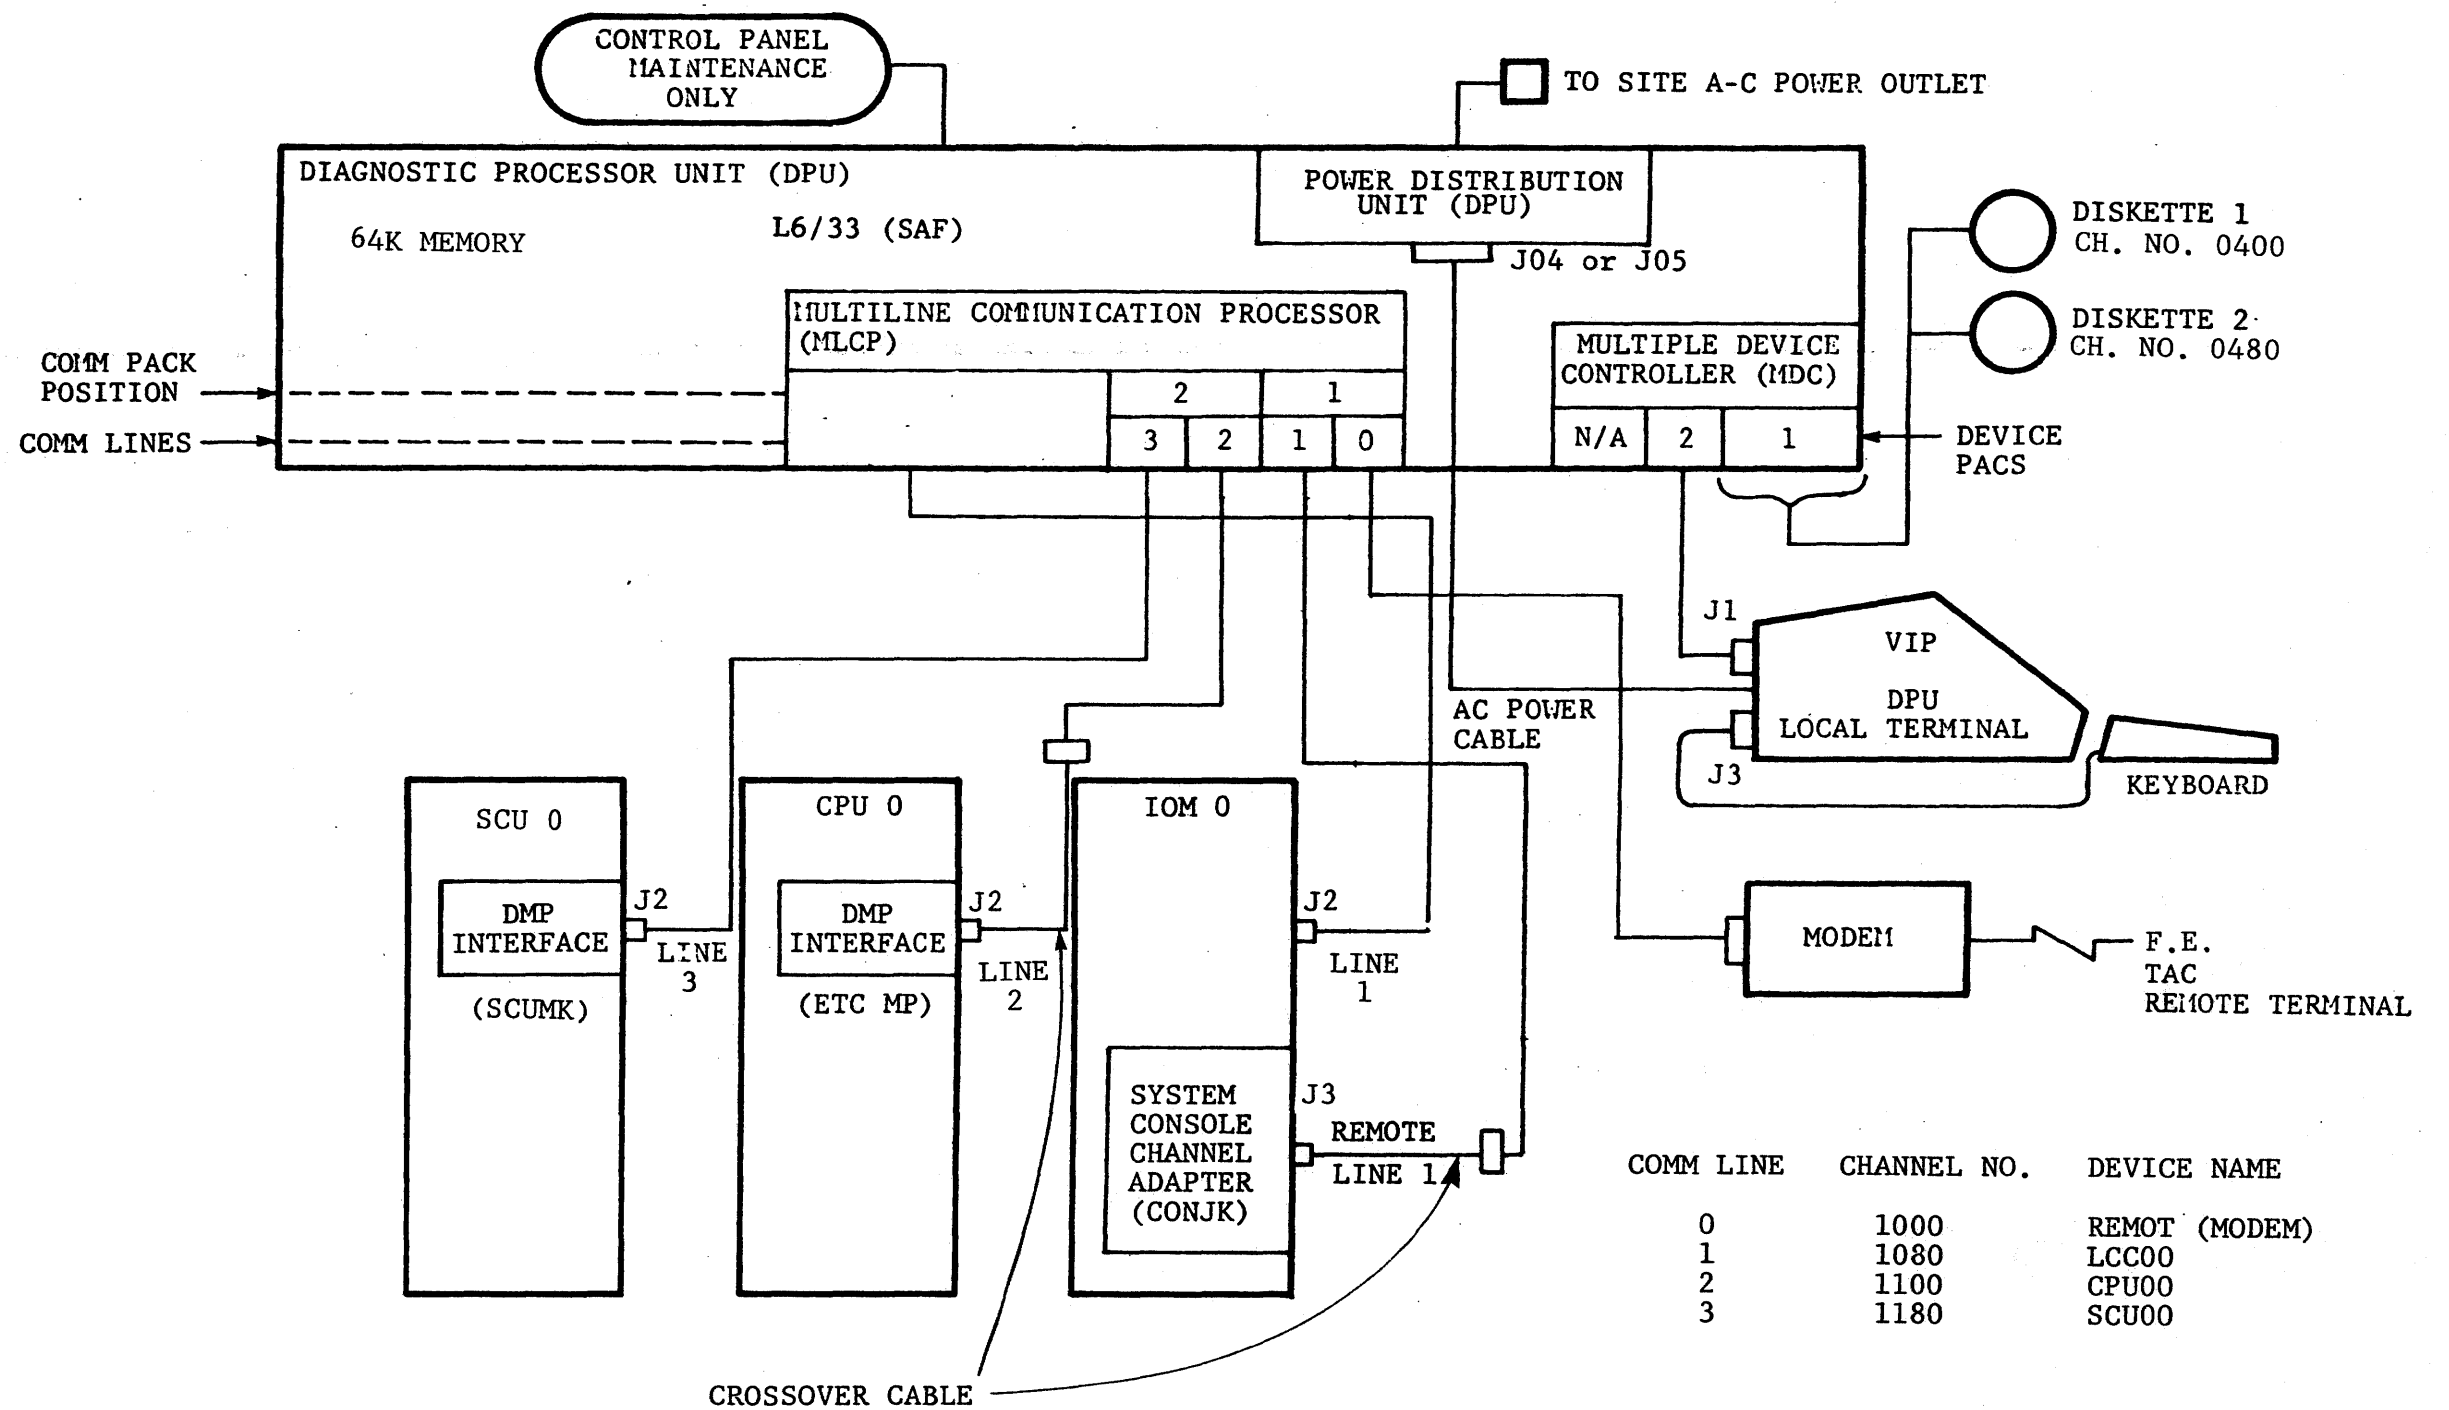 CONTROL PANEL
MAINTENANCE
ONLY
TO SITE A-C POWER OUTLET
DIAGNOSTIC PROCESSOR UNIT (DPU)
64K MEMORY
L6/33 (SAF)
POWER DISTRIBUTION
UNIT (DPU)
J04 or J05
DISKETTE 1
CH. NO. 0400
DISKETTE 2
CH. NO. 0480
MULTILINE COMMUNICATION PROCESSOR
(MLCP)
2 1
3 2 1 0
MULTIPLE DEVICE
CONTROLLER (MDC)
N/A 2 1
COMM PACK
POSITION
COMM LINES
DEVICE
PACS
J1
VIP
DPU
LOCAL TERMINAL
J3
KEYBOARD
AC POWER
CABLE
SCU 0
DMP
INTERFACE
(SCUMK)
J2
LINE
3
CPU 0
DMP
INTERFACE
(ETC MP)
J2
LINE
2
IOM 0
J2
LINE
1
SYSTEM
CONSOLE
CHANNEL
ADAPTER
(CONJK)
J3
REMOTE
LINE 1
MODEM
F.E.
TAC
REMOTE TERMINAL
COMM LINE CHANNEL NO. DEVICE NAME
0 1000 REMOT (MODEM)
1 1080 LCC00
2 1100 CPU00
3 1180 SCU00
CROSSOVER CABLE